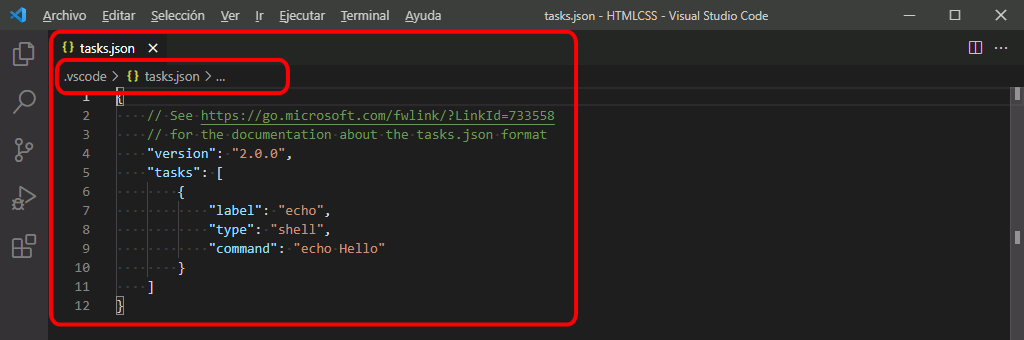 Archivo Editar Selección Ver Ir Ejecutar Terminal Ayuda tasks.json - HTMLCSS - Visual Studio Code
{} tasks.json
.vscode > {} tasks.json > ...
1 {
2 // See https://go.microsoft.com/fwlink/?LinkId=733558
3 // for the documentation about the tasks.json format
4 "version": "2.0.0",
5 "tasks": [
6 {
7 "label": "echo",
8 "type": "shell",
9 "command": "echo Hello"
10 }
11 ]
12 }